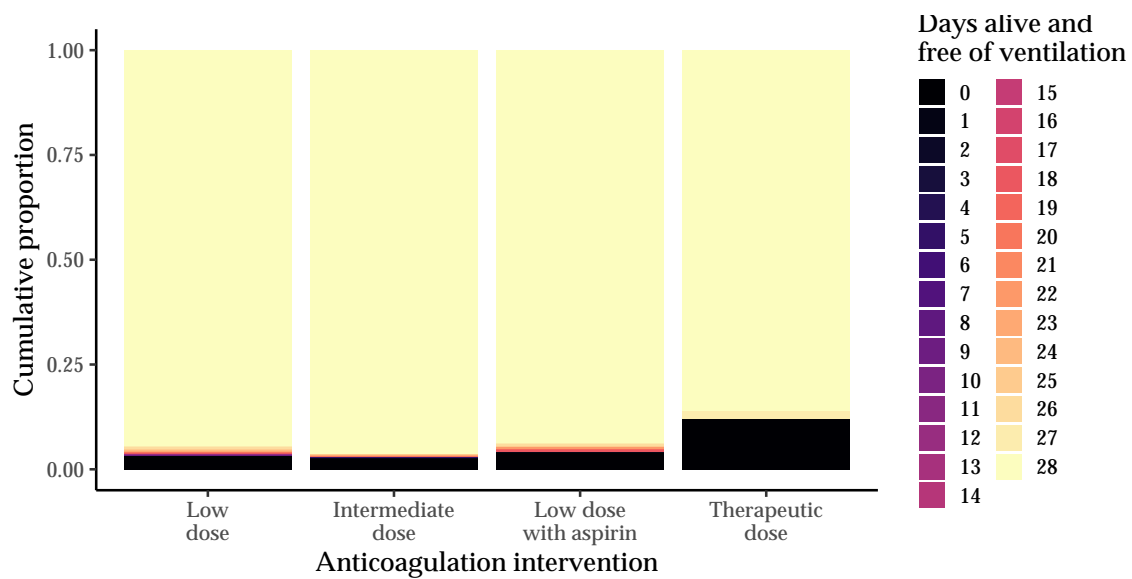 Days alive and
free of ventilation
0
1
2
3
4
5
6
7
8
9
10
11
12
13
14
15
16
17
18
19
20
21
22
23
24
25
26
27
28
Cumulative proportion
1.00
0.75
0.50
0.25
0.00
Low
dose
Intermediate
dose
Low dose
with aspirin
Therapeutic
dose
Anticoagulation intervention